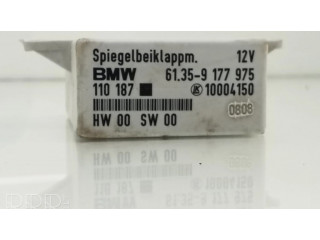 Spiegelbeiklappm. 12V
BMW 61.35-9 177 975
110 187 10004150
0808
HW 00 SW 00